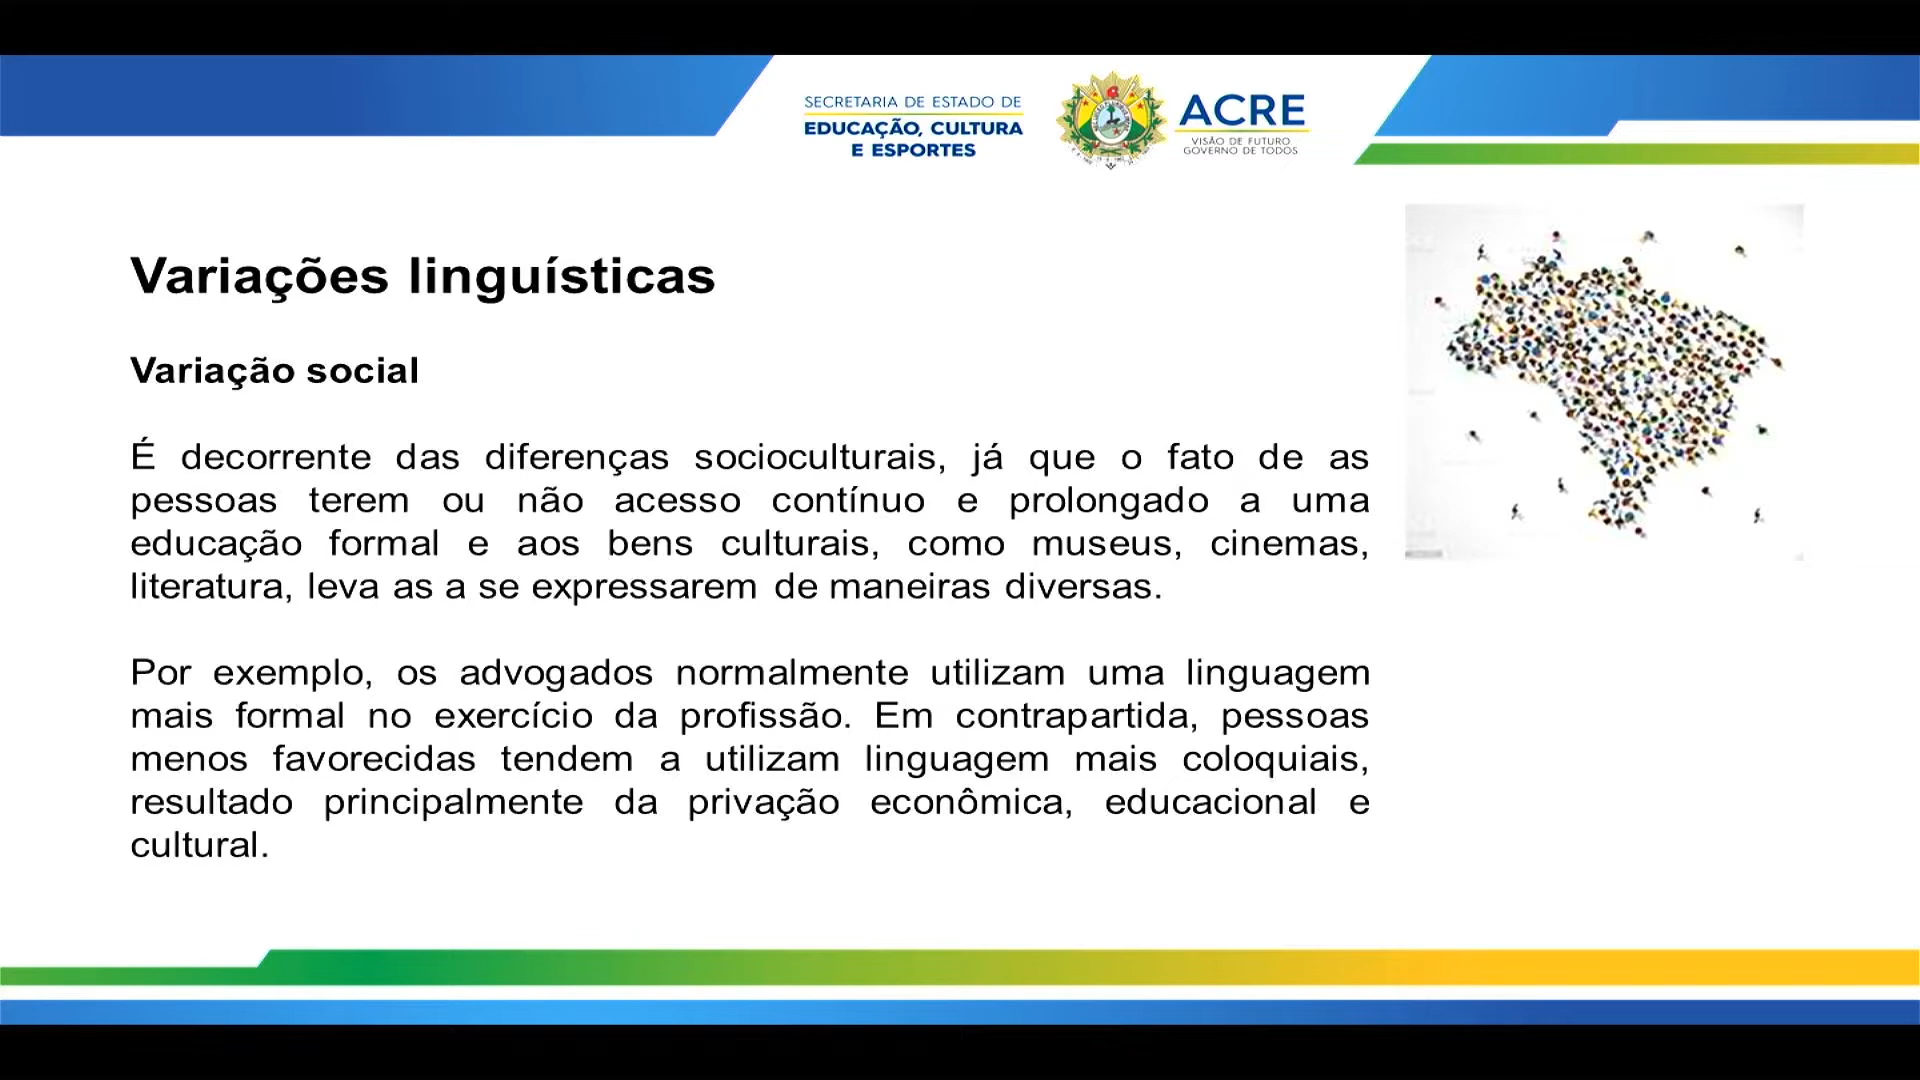 SECRETARIA DE ESTADO DE
EDUCAÇÃO, CULTURA
E ESPORTES
ACRE
VISÃO DE FUTURO
GOVERNO DE TODOS
Variações linguísticas
Variação social
É decorrente das diferenças socioculturais, já que o fato de as
pessoas terem ou não acesso contínuo e prolongado a uma
educação formal e aos bens culturais, como museus, cinemas,
literatura, leva as a se expressarem de maneiras diversas.
Por exemplo, os advogados normalmente utilizam uma linguagem
mais formal no exercício da profissão. Em contrapartida, pessoas
menos favorecidas tendem a utilizam linguagem mais coloquiais,
resultado principalmente da privação econômica, educacional e
cultural.